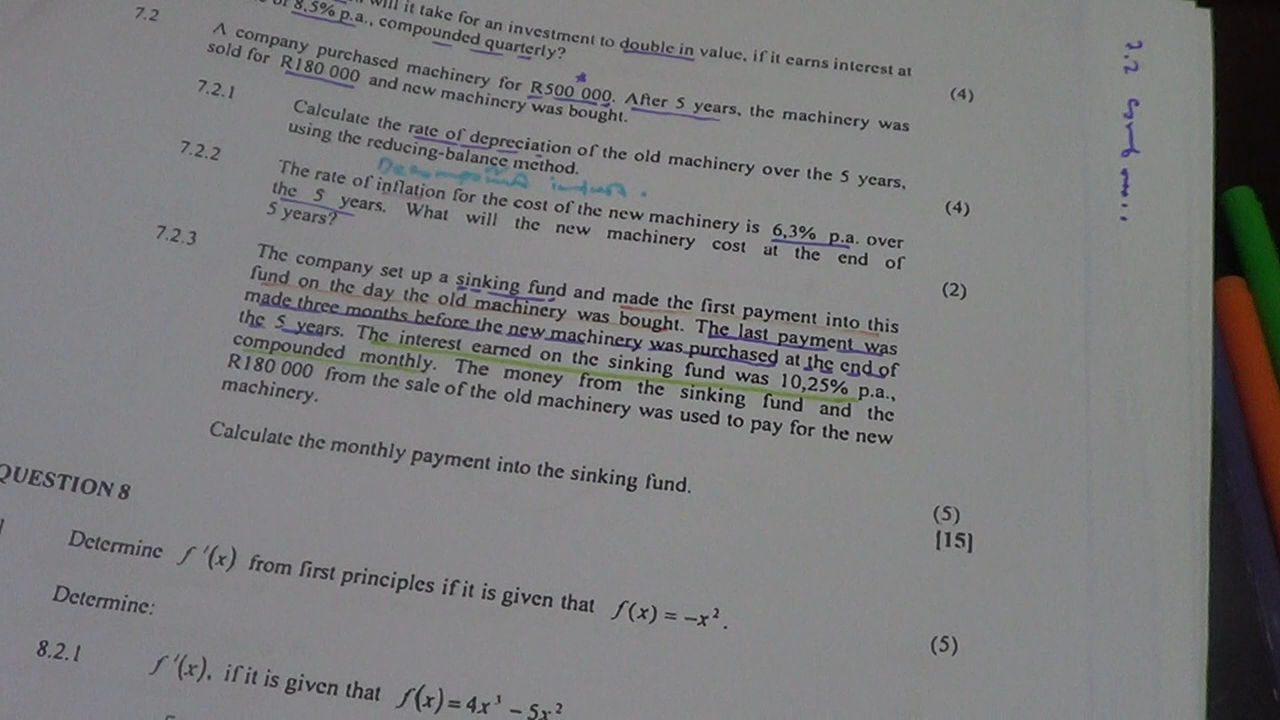 will it take for an investment to double in value, if it earns interest at
of 8,5% p.a., compounded quarterly?
(4)
7.2 A company purchased machinery for R500 000. After 5 years, the machinery was
sold for R180 000 and new machinery was bought.
7.2.1 Calculate the rate of depreciation of the old machinery over the 5 years,
using the reducing-balance method.
(4)
7.2.2 The rate of inflation for the cost of the new machinery is 6,3% p.a. over
the 5 years. What will the new machinery cost at the end of
5 years?
(2)
7.2.3 The company set up a sinking fund and made the first payment into this
fund on the day the old machinery was bought. The last payment was
made three months before the new machinery was purchased at the end of
the 5 years. The interest earned on the sinking fund was 10,25% p.a.,
compounded monthly. The money from the sinking fund and the
R180 000 from the sale of the old machinery was used to pay for the new
machinery.
Calculate the monthly payment into the sinking fund.
(5)
[15]
QUESTION 8
Determine f '(x) from first principles if it is given that f(x) = −x².
(5)
Determine:
8.2.1 f '(x), if it is given that f(x) = 4x³ − 5x²
7.2